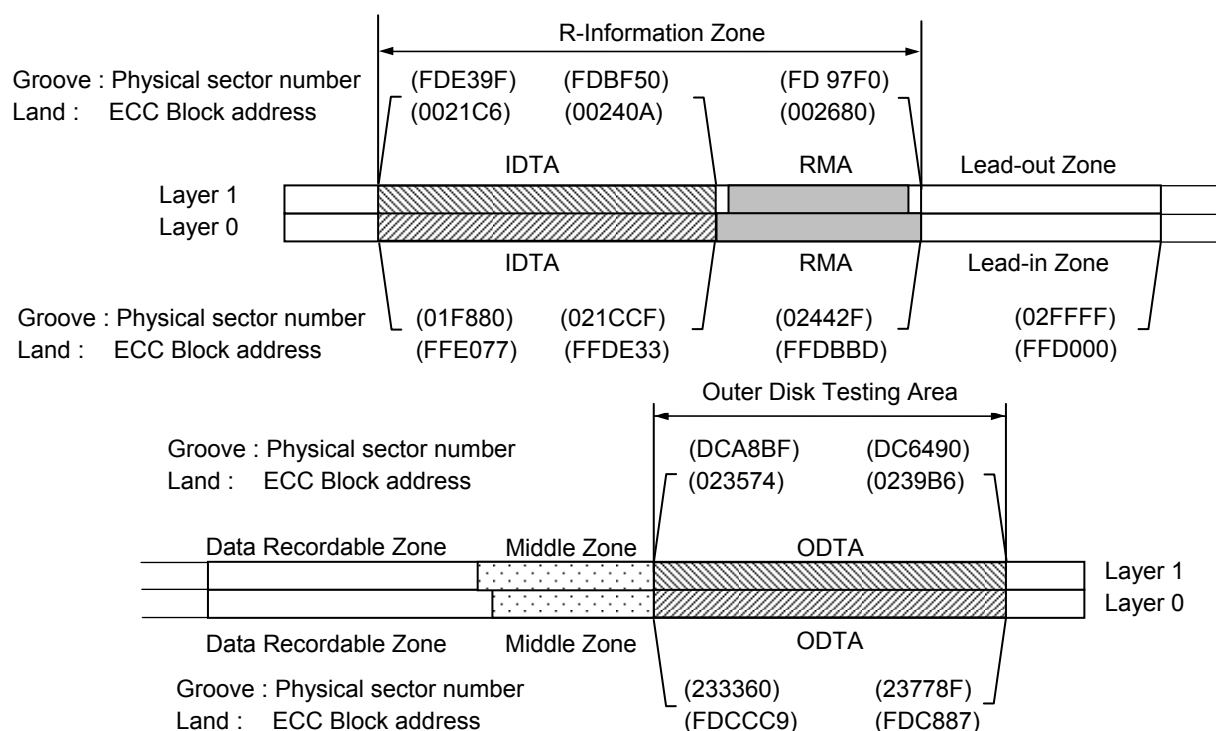 R-Information Zone
Groove : Physical sector number (FDE39F) (FDBF50) (FD 97F0)
Land : ECC Block address (0021C6) (00240A) (002680)
IDTA RMA Lead-out Zone
Layer 1
Layer 0
IDTA RMA Lead-in Zone
Groove : Physical sector number (01F880) (021CCF) (02442F) (02FFFF)
Land : ECC Block address (FFE077) (FFDE33) (FFDBBD) (FFD000)
Outer Disk Testing Area
Groove : Physical sector number (DCA8BF) (DC6490)
Land : ECC Block address (023574) (0239B6)
Data Recordable Zone Middle Zone ODTA
Layer 1
Layer 0
Data Recordable Zone Middle Zone ODTA
Groove : Physical sector number (233360) (23778F)
Land : ECC Block address (FDCCC9) (FDC887)